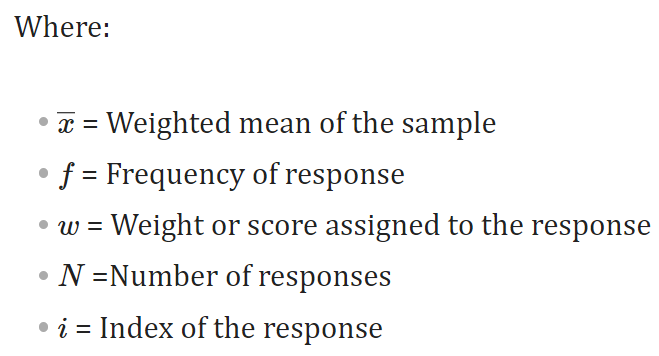 Where:
• x̅ = Weighted mean of the sample
• f = Frequency of response
• w = Weight or score assigned to the response
• N =Number of responses
• i = Index of the response